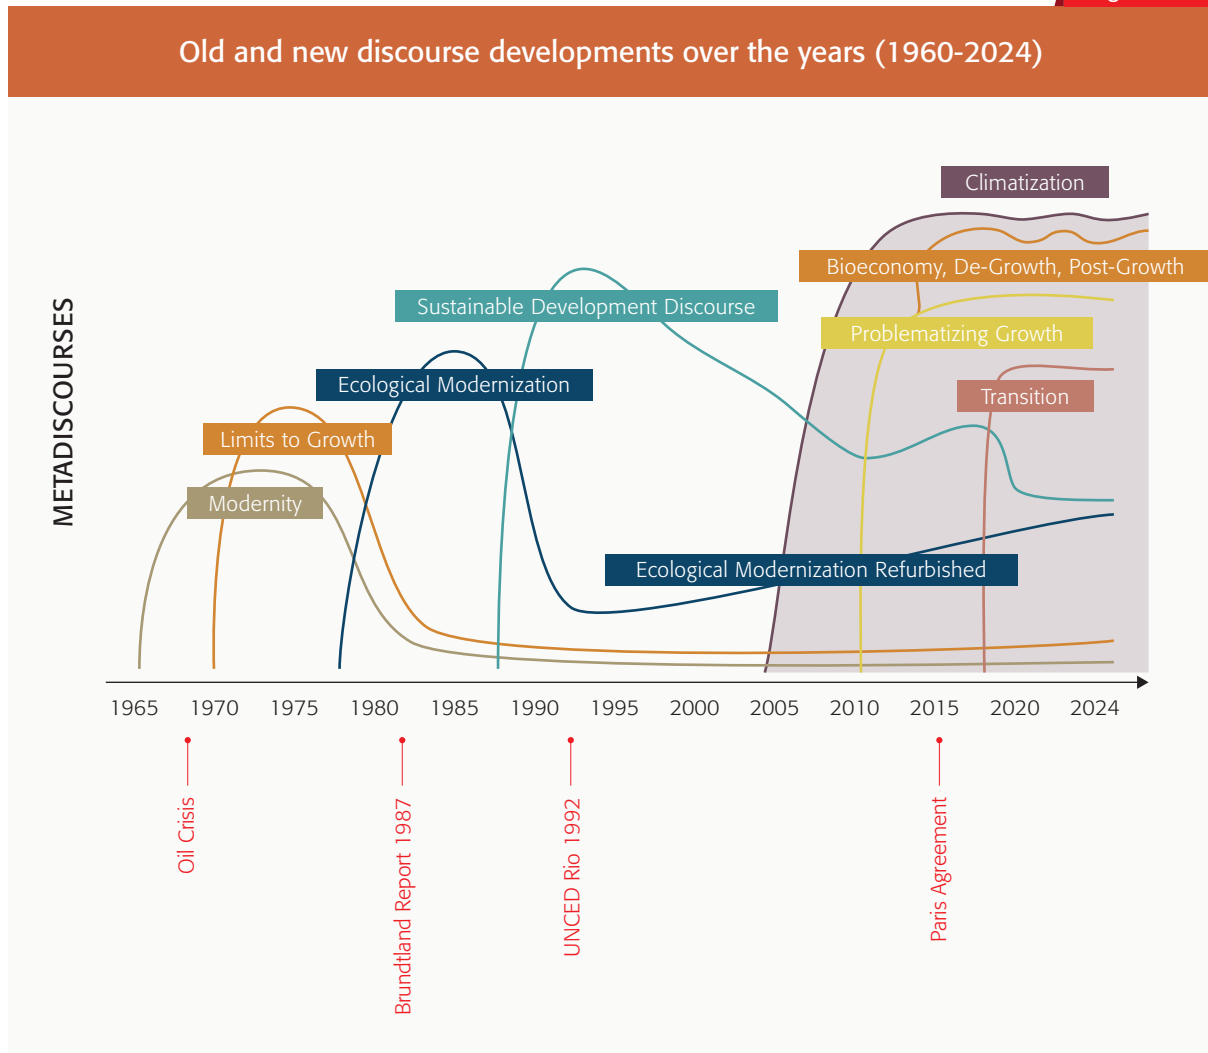 Old and new discourse developments over the years (1960-2024)
METADISCOURSES
Climatization
Bioeconomy, De-Growth, Post-Growth
Sustainable Development Discourse
Problematizing Growth
Ecological Modernization
Transition
Limits to Growth
Modernity
Ecological Modernization Refurbished
1965 1970 1975 1980 1985 1990 1995 2000 2005 2010 2015 2020 2024
Oil Crisis
Brundtland Report 1987
UNCED Rio 1992
Paris Agreement